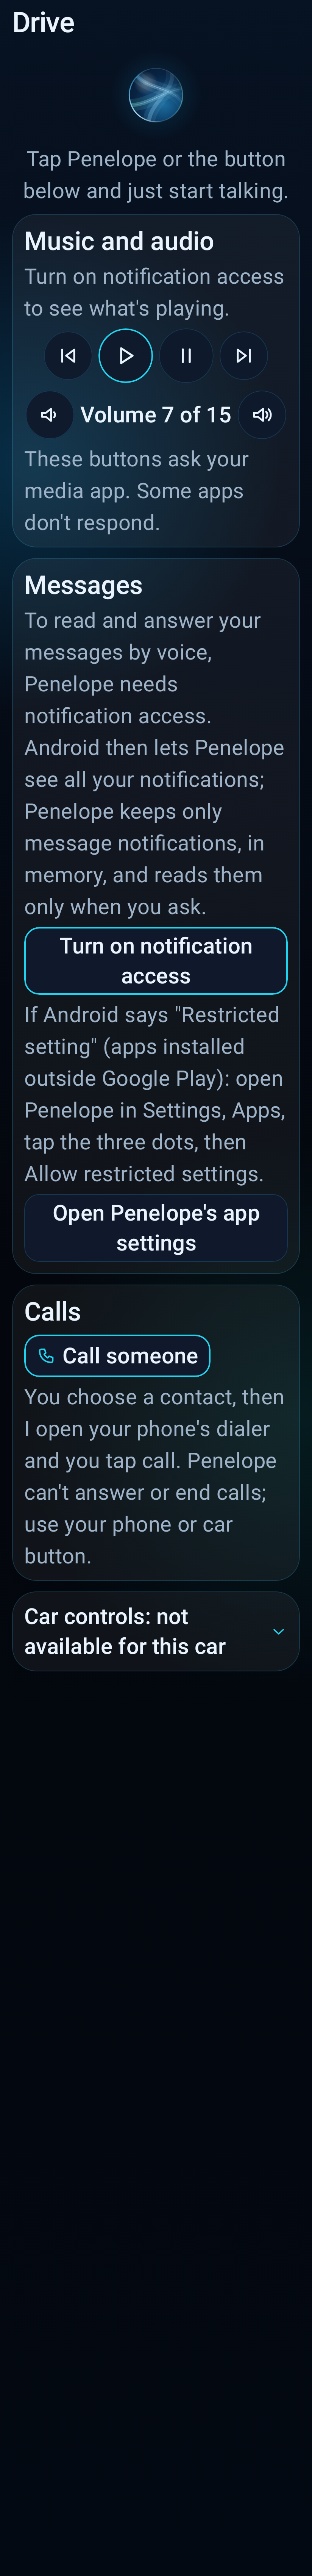 Drive
Tap Penelope or the button
below and just start talking.
Music and audio
Turn on notification access
to see what's playing.
Volume 7 of 15
These buttons ask your
media app. Some apps
don't respond.
Messages
To read and answer your
messages by voice,
Penelope needs
notification access.
Android then lets Penelope
see all your notifications;
Penelope keeps only
message notifications, in
memory, and reads them
only when you ask.
Turn on notification
access
If Android says "Restricted
setting" (apps installed
outside Google Play): open
Penelope in Settings, Apps,
tap the three dots, then
Allow restricted settings.
Open Penelope's app
settings
Calls
Call someone
You choose a contact, then
I open your phone's dialer
and you tap call. Penelope
can't answer or end calls;
use your phone or car
button.
Car controls: not
available for this car